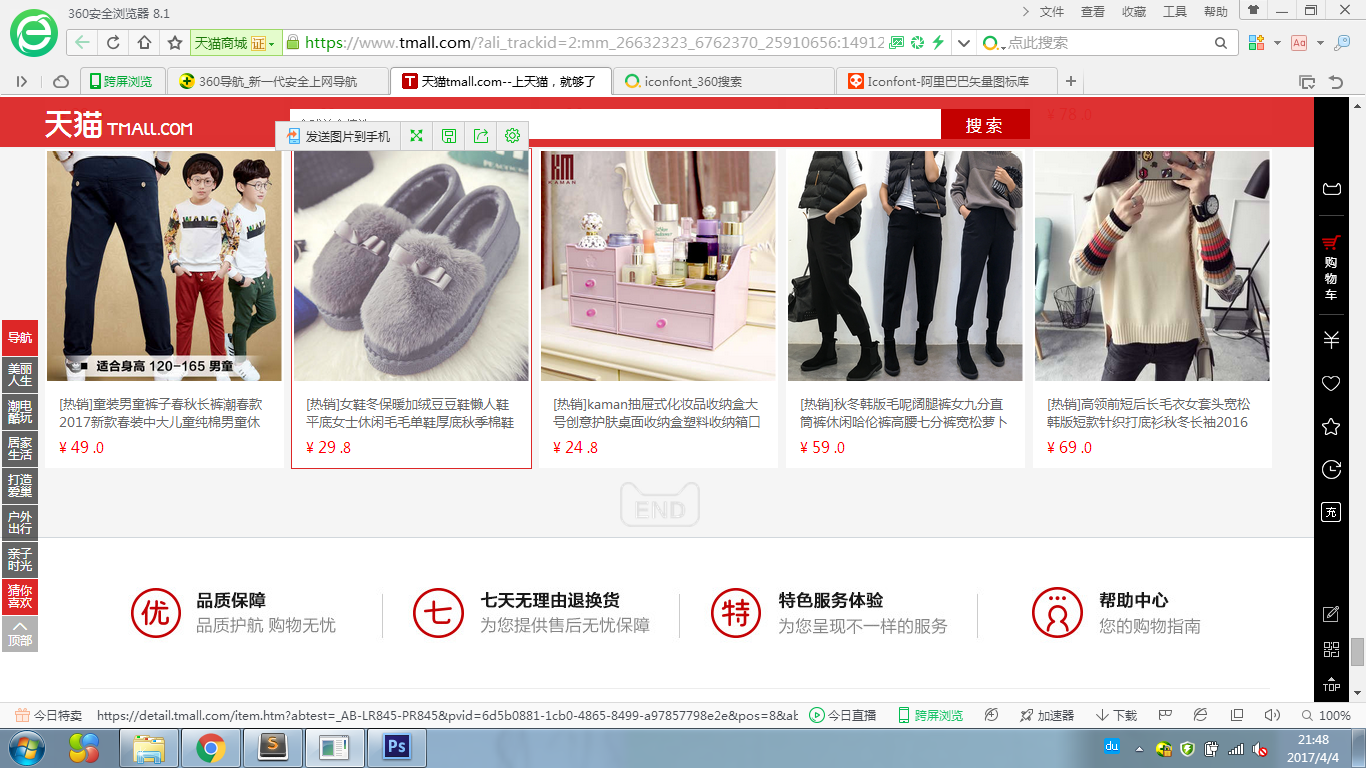 360安全浏览器 8.1
文件 查看 收藏 工具 帮助
天猫商城 证
https://www.tmall.com/?ali_trackid=2:mm_26632323_6762370_25910656:14912
点此搜索
跨屏浏览
360导航_新一代安全上网导航
天猫tmall.com--上天猫，就够了
iconfont_360搜索
Iconfont-阿里巴巴矢量图标库
天猫 TMALL.COM
搜索
¥ 78.0
发送图片到手机
WANG
适合身高 120-165 男童
KM
KAMAN
[热销]童装男童裤子春秋长裤潮春款
2017新款春装中大儿童纯棉男童休
¥ 49 .0
[热销]女鞋冬保暖加绒豆豆鞋懒人鞋
平底女士休闲毛毛单鞋厚底秋季棉鞋
¥ 29 .8
[热销]kaman抽屉式化妆品收纳盒大
号创意护肤桌面收纳盒塑料收纳箱口
¥ 24 .8
[热销]秋冬韩版毛呢阔腿裤女九分直
筒裤休闲哈伦裤高腰七分裤宽松萝卜
¥ 59 .0
[热销]高领前短后长毛衣女套头宽松
韩版短款针织打底衫秋冬长袖2016
¥ 69 .0
END
导航
美丽
人生
潮电
酷玩
居家
生活
打造
爱巢
户外
出行
亲子
时光
猜你
喜欢
顶部
购
物
车
充
TOP
优
品质保障
品质护航 购物无忧
七
七天无理由退换货
为您提供售后无忧保障
特
特色服务体验
为您呈现不一样的服务
帮助中心
您的购物指南
今日特卖
https://detail.tmall.com/item.htm?abtest=_AB-LR845-PR845&pvid=6d5b0881-1cb0-4865-8499-a97857798e2e&pos=8&ab
今日直播
跨屏浏览
加速器
下载
100%
Ps
du
21:48
2017/4/4